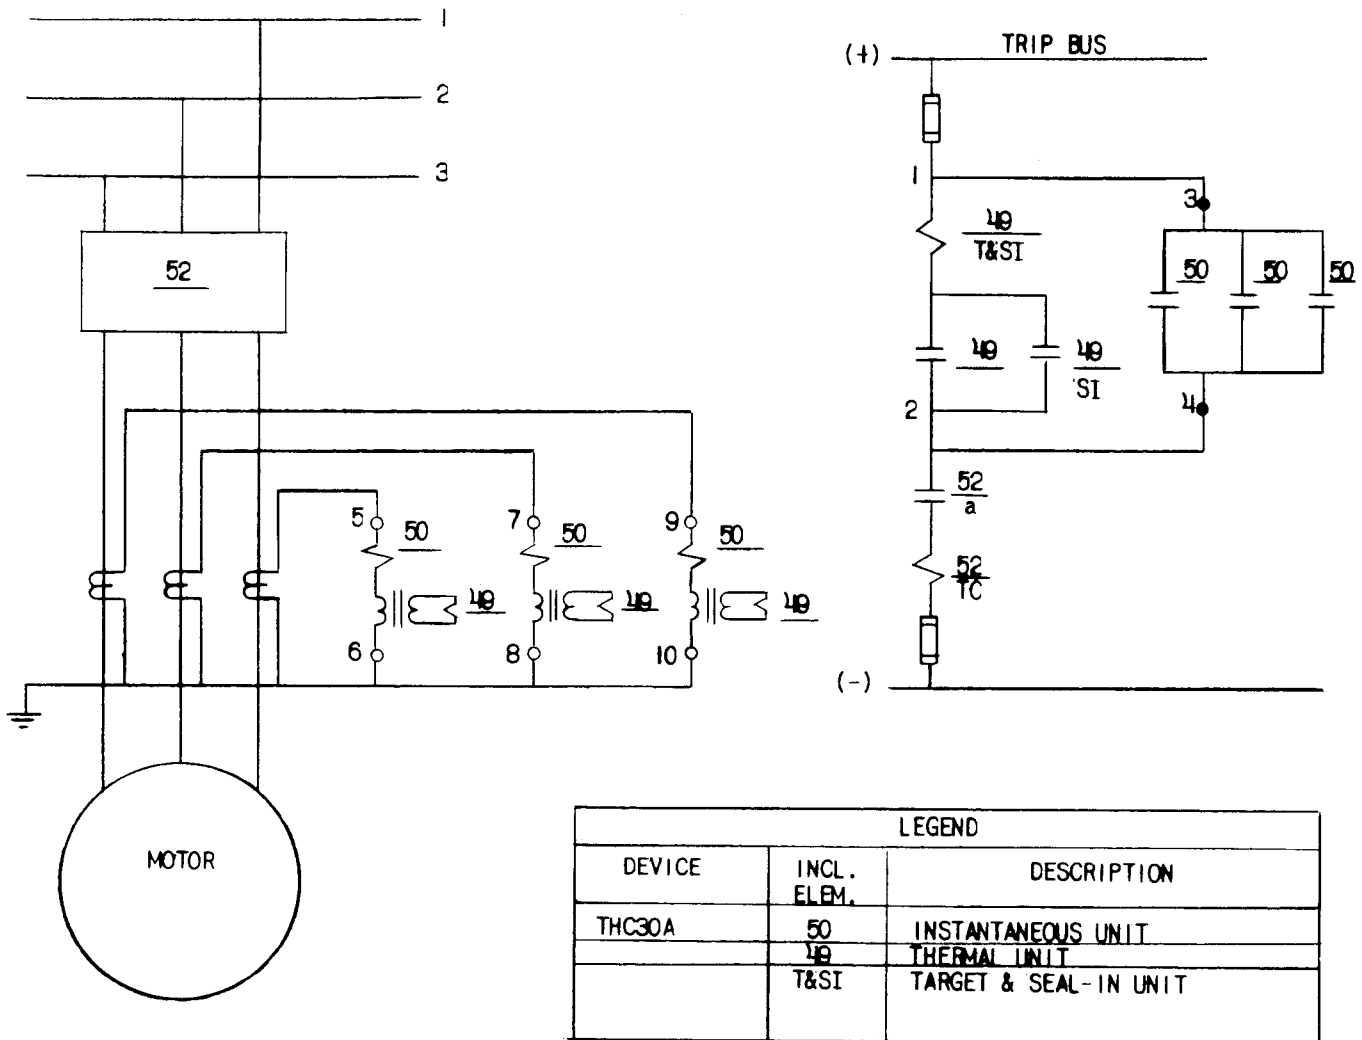 1
2
3
52
MOTOR
5
50
7
50
9
50
49
49
49
6
8
10
(+)
TRIP BUS
1
49
T&SI
3
50
50
50
49
49
SI
2
4
52
a
52
TC
(-)
LEGEND
DEVICE
INCL.
ELEM.
DESCRIPTION
THC30A
50
INSTANTANEOUS UNIT
49
THERMAL UNIT
T&SI
TARGET & SEAL-IN UNIT